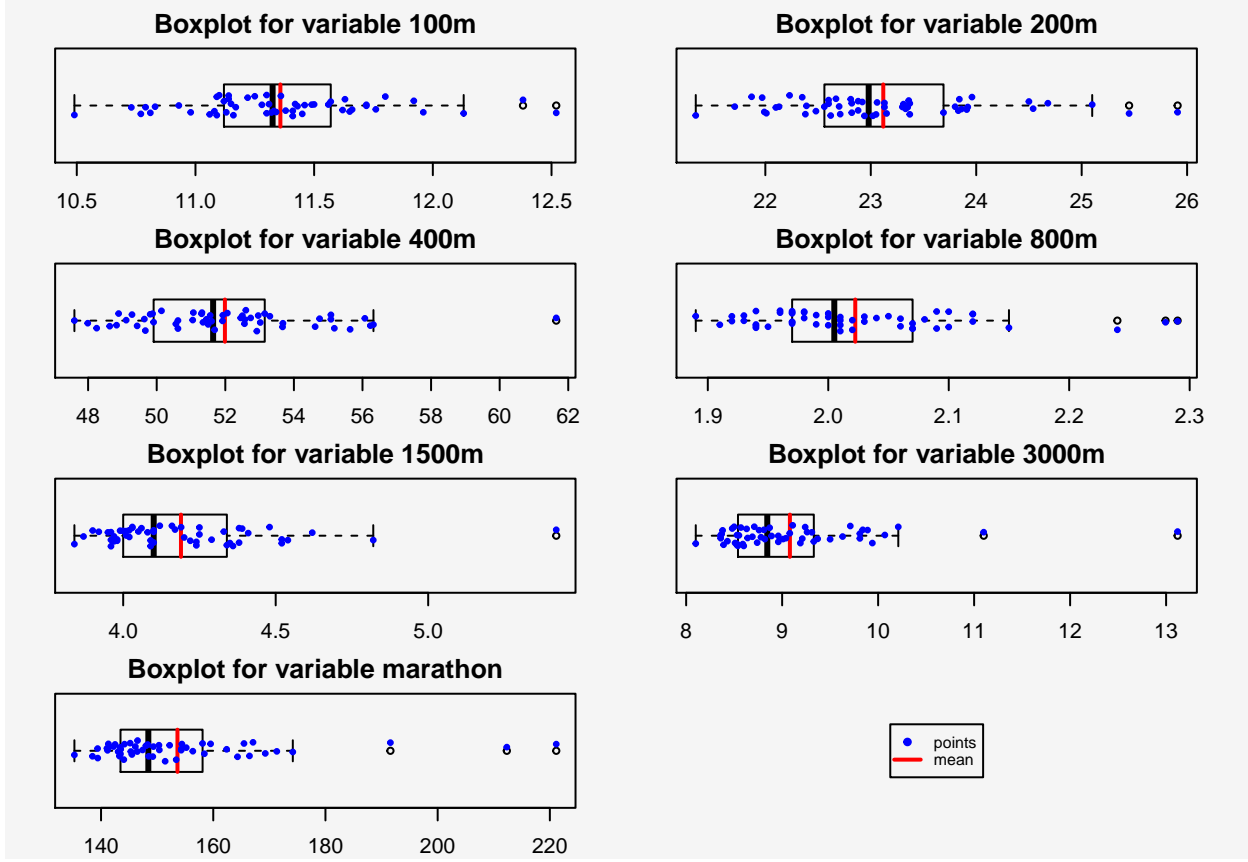 Boxplot for variable 100m
10.5 11.0 11.5 12.0 12.5
Boxplot for variable 200m
22 23 24 25 26
Boxplot for variable 400m
48 50 52 54 56 58 60 62
Boxplot for variable 800m
1.9 2.0 2.1 2.2 2.3
Boxplot for variable 1500m
4.0 4.5 5.0
Boxplot for variable 3000m
8 9 10 11 12 13
Boxplot for variable marathon
140 160 180 200 220
points
mean